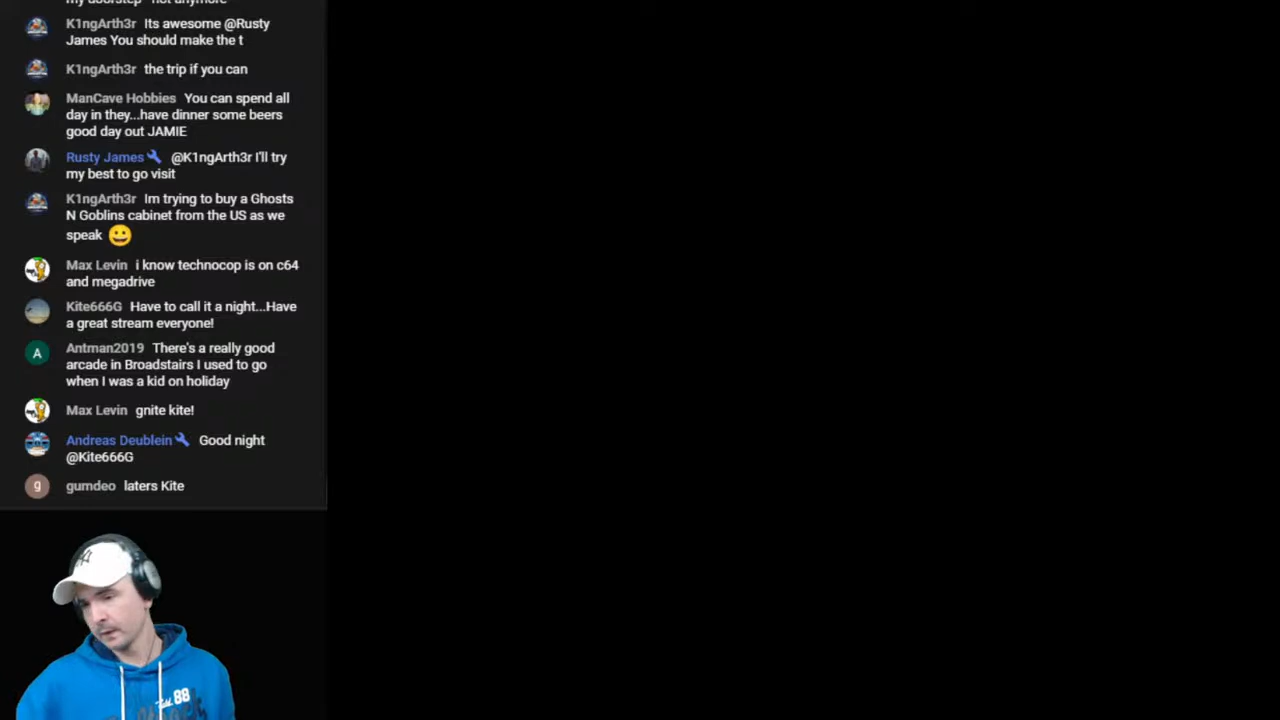 my doorstep - not anymore
K1ngArth3r Its awesome @Rusty
James You should make the t
K1ngArth3r the trip if you can
ManCave Hobbies You can spend all
day in they...have dinner some beers
good day out JAMIE
Rusty James @K1ngArth3r I'll try
my best to go visit
K1ngArth3r Im trying to buy a Ghosts
N Goblins cabinet from the US as we
speak 😀
Max Levin i know technocop is on c64
and megadrive
Kite666G Have to call it a night...Have
a great stream everyone!
A Antman2019 There's a really good
arcade in Broadstairs I used to go
when I was a kid on holiday
Max Levin gnite kite!
Andreas Deublein Good night
@Kite666G
g gumdeo laters Kite
88